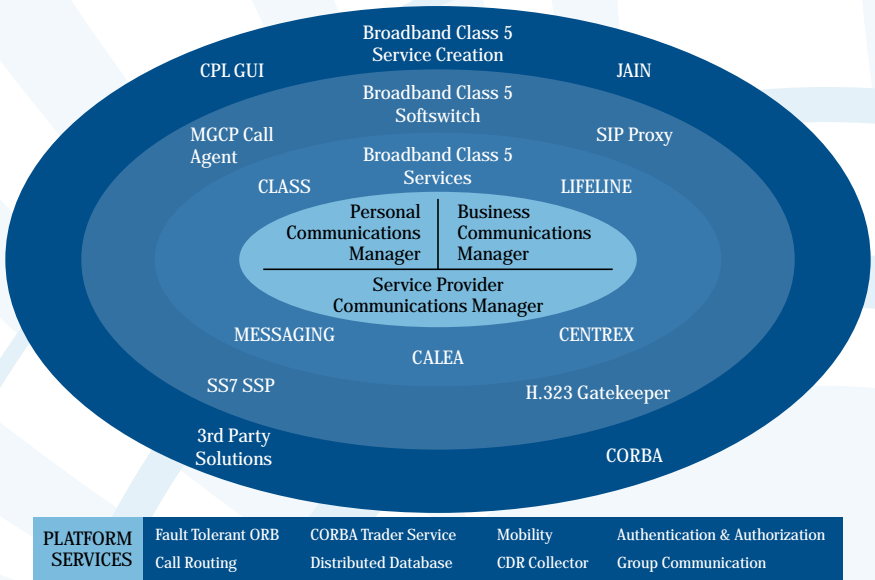 Broadband Class 5
Service Creation
CPL GUI
JAIN
Broadband Class 5
Softswitch
MGCP Call
Agent
SIP Proxy
Broadband Class 5
Services
CLASS
LIFELINE
Personal
Communications
Manager
Business
Communications
Manager
Service Provider
Communications Manager
MESSAGING
CENTREX
CALEA
SS7 SSP
H.323 Gatekeeper
3rd Party
Solutions
CORBA
PLATFORM
SERVICES
Fault Tolerant ORB
CORBA Trader Service
Mobility
Authentication & Authorization
Call Routing
Distributed Database
CDR Collector
Group Communication